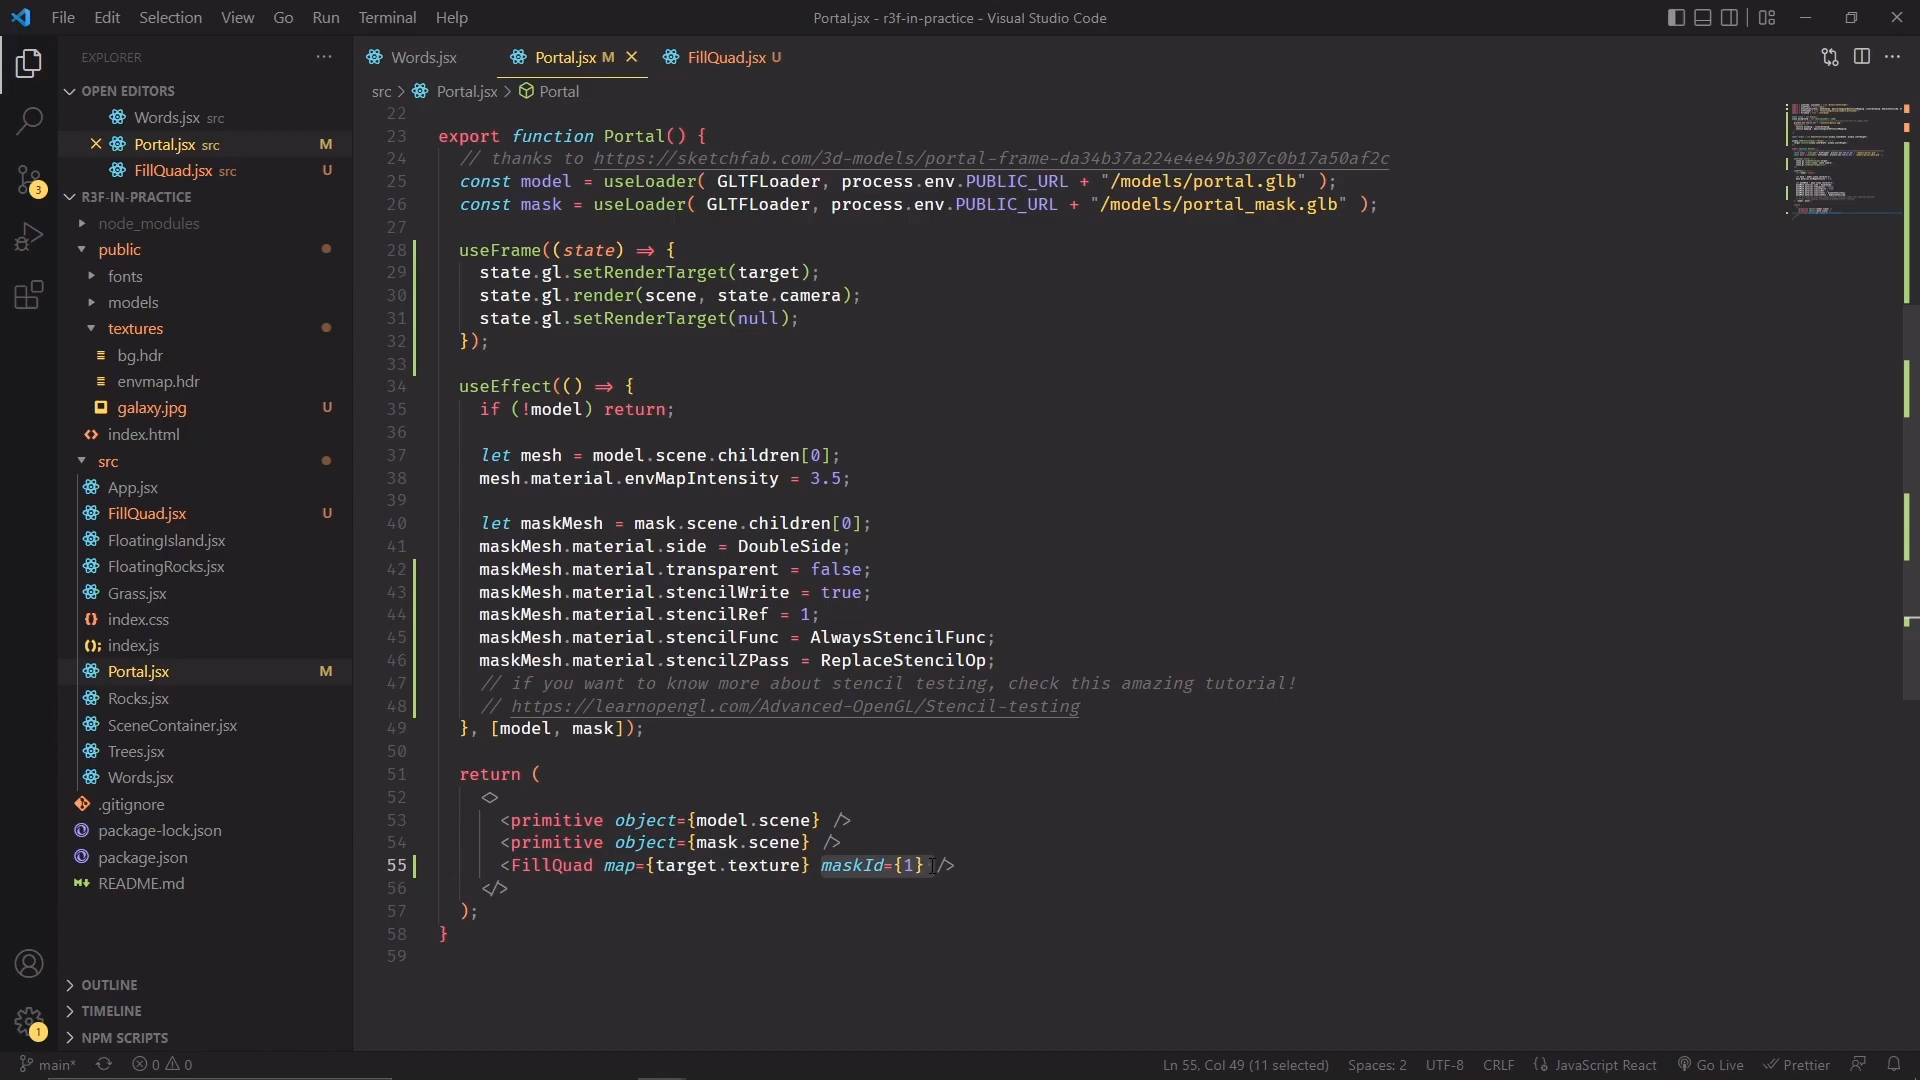 File Edit Selection View Go Run Terminal Help
Portal.jsx - r3f-in-practice - Visual Studio Code
EXPLORER
OPEN EDITORS
Words.jsx src
Portal.jsx src M
FillQuad.jsx src U
R3F-IN-PRACTICE
node_modules
public
fonts
models
textures
bg.hdr
envmap.hdr
galaxy.jpg U
index.html
src
App.jsx
FillQuad.jsx U
FloatingIsland.jsx
FloatingRocks.jsx
Grass.jsx
index.css
index.js
Portal.jsx M
Rocks.jsx
SceneContainer.jsx
Trees.jsx
Words.jsx
.gitignore
package-lock.json
package.json
README.md
OUTLINE
TIMELINE
NPM SCRIPTS
3
1
Words.jsx Portal.jsx M FillQuad.jsx U
src > Portal.jsx > Portal
22
23 export function Portal() {
24 // thanks to https://sketchfab.com/3d-models/portal-frame-da34b37a224e4e49b307c0b17a50af2c
25 const model = useLoader( GLTFLoader, process.env.PUBLIC_URL + "/models/portal.glb" );
26 const mask = useLoader( GLTFLoader, process.env.PUBLIC_URL + "/models/portal_mask.glb" );
27
28 useFrame((state) => {
29 state.gl.setRenderTarget(target);
30 state.gl.render(scene, state.camera);
31 state.gl.setRenderTarget(null);
32 });
33
34 useEffect(() => {
35 if (!model) return;
36
37 let mesh = model.scene.children[0];
38 mesh.material.envMapIntensity = 3.5;
39
40 let maskMesh = mask.scene.children[0];
41 maskMesh.material.side = DoubleSide;
42 maskMesh.material.transparent = false;
43 maskMesh.material.stencilWrite = true;
44 maskMesh.material.stencilRef = 1;
45 maskMesh.material.stencilFunc = AlwaysStencilFunc;
46 maskMesh.material.stencilZPass = ReplaceStencilOp;
47 // if you want to know more about stencil testing, check this amazing tutorial!
48 // https://learnopengl.com/Advanced-OpenGL/Stencil-testing
49 }, [model, mask]);
50
51 return (
52 <>
53 <primitive object={model.scene} />
54 <primitive object={mask.scene} />
55 <FillQuad map={target.texture} maskId={1} />
56 </>
57 );
58 }
59
main* 0 0 Ln 55, Col 49 (11 selected) Spaces: 2 UTF-8 CRLF JavaScript React Go Live Prettier